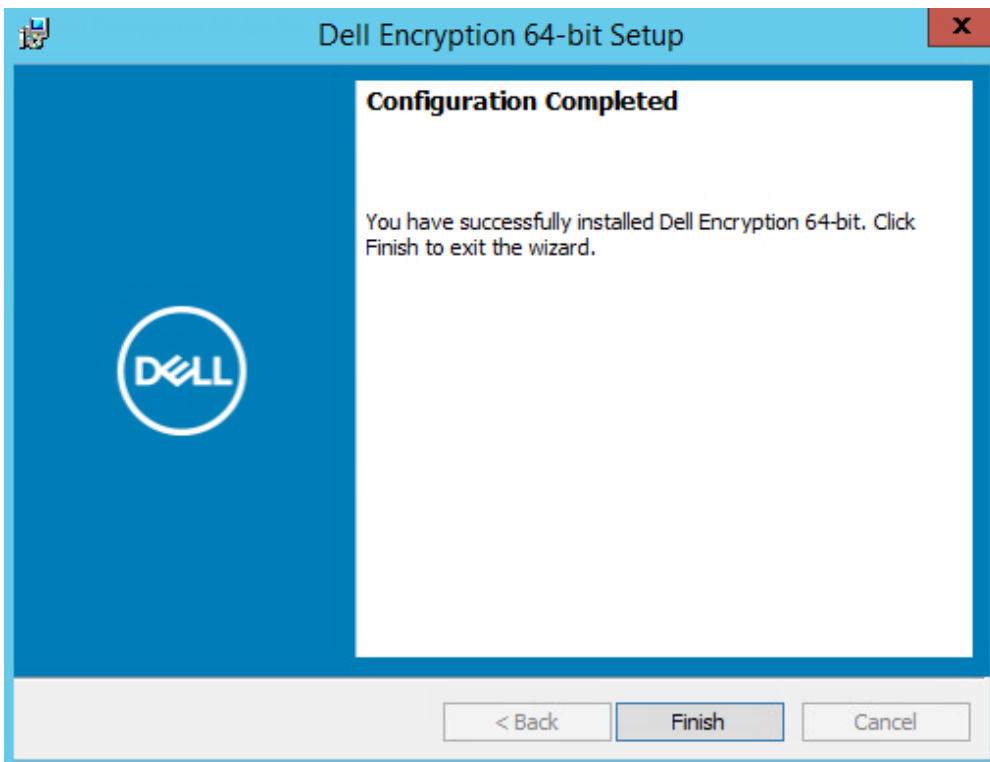 Dell Encryption 64-bit Setup
X
Configuration Completed
You have successfully installed Dell Encryption 64-bit. Click
Finish to exit the wizard.
DELL
< Back
Finish
Cancel